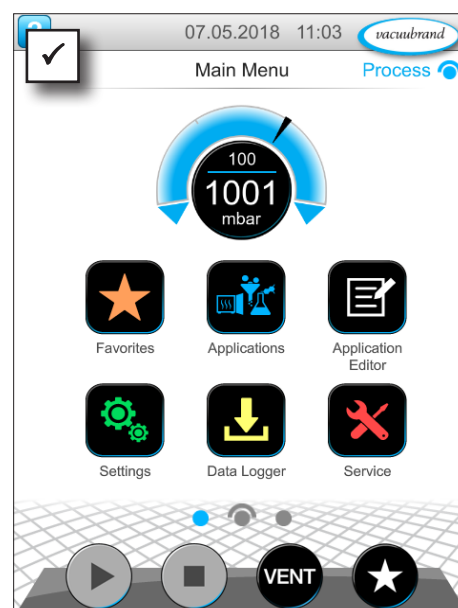 07.05.2018 11:03 vacuubrand
Main Menu Process
100
1001
mbar
Favorites Applications Application
Editor
Settings Data Logger Service
VENT